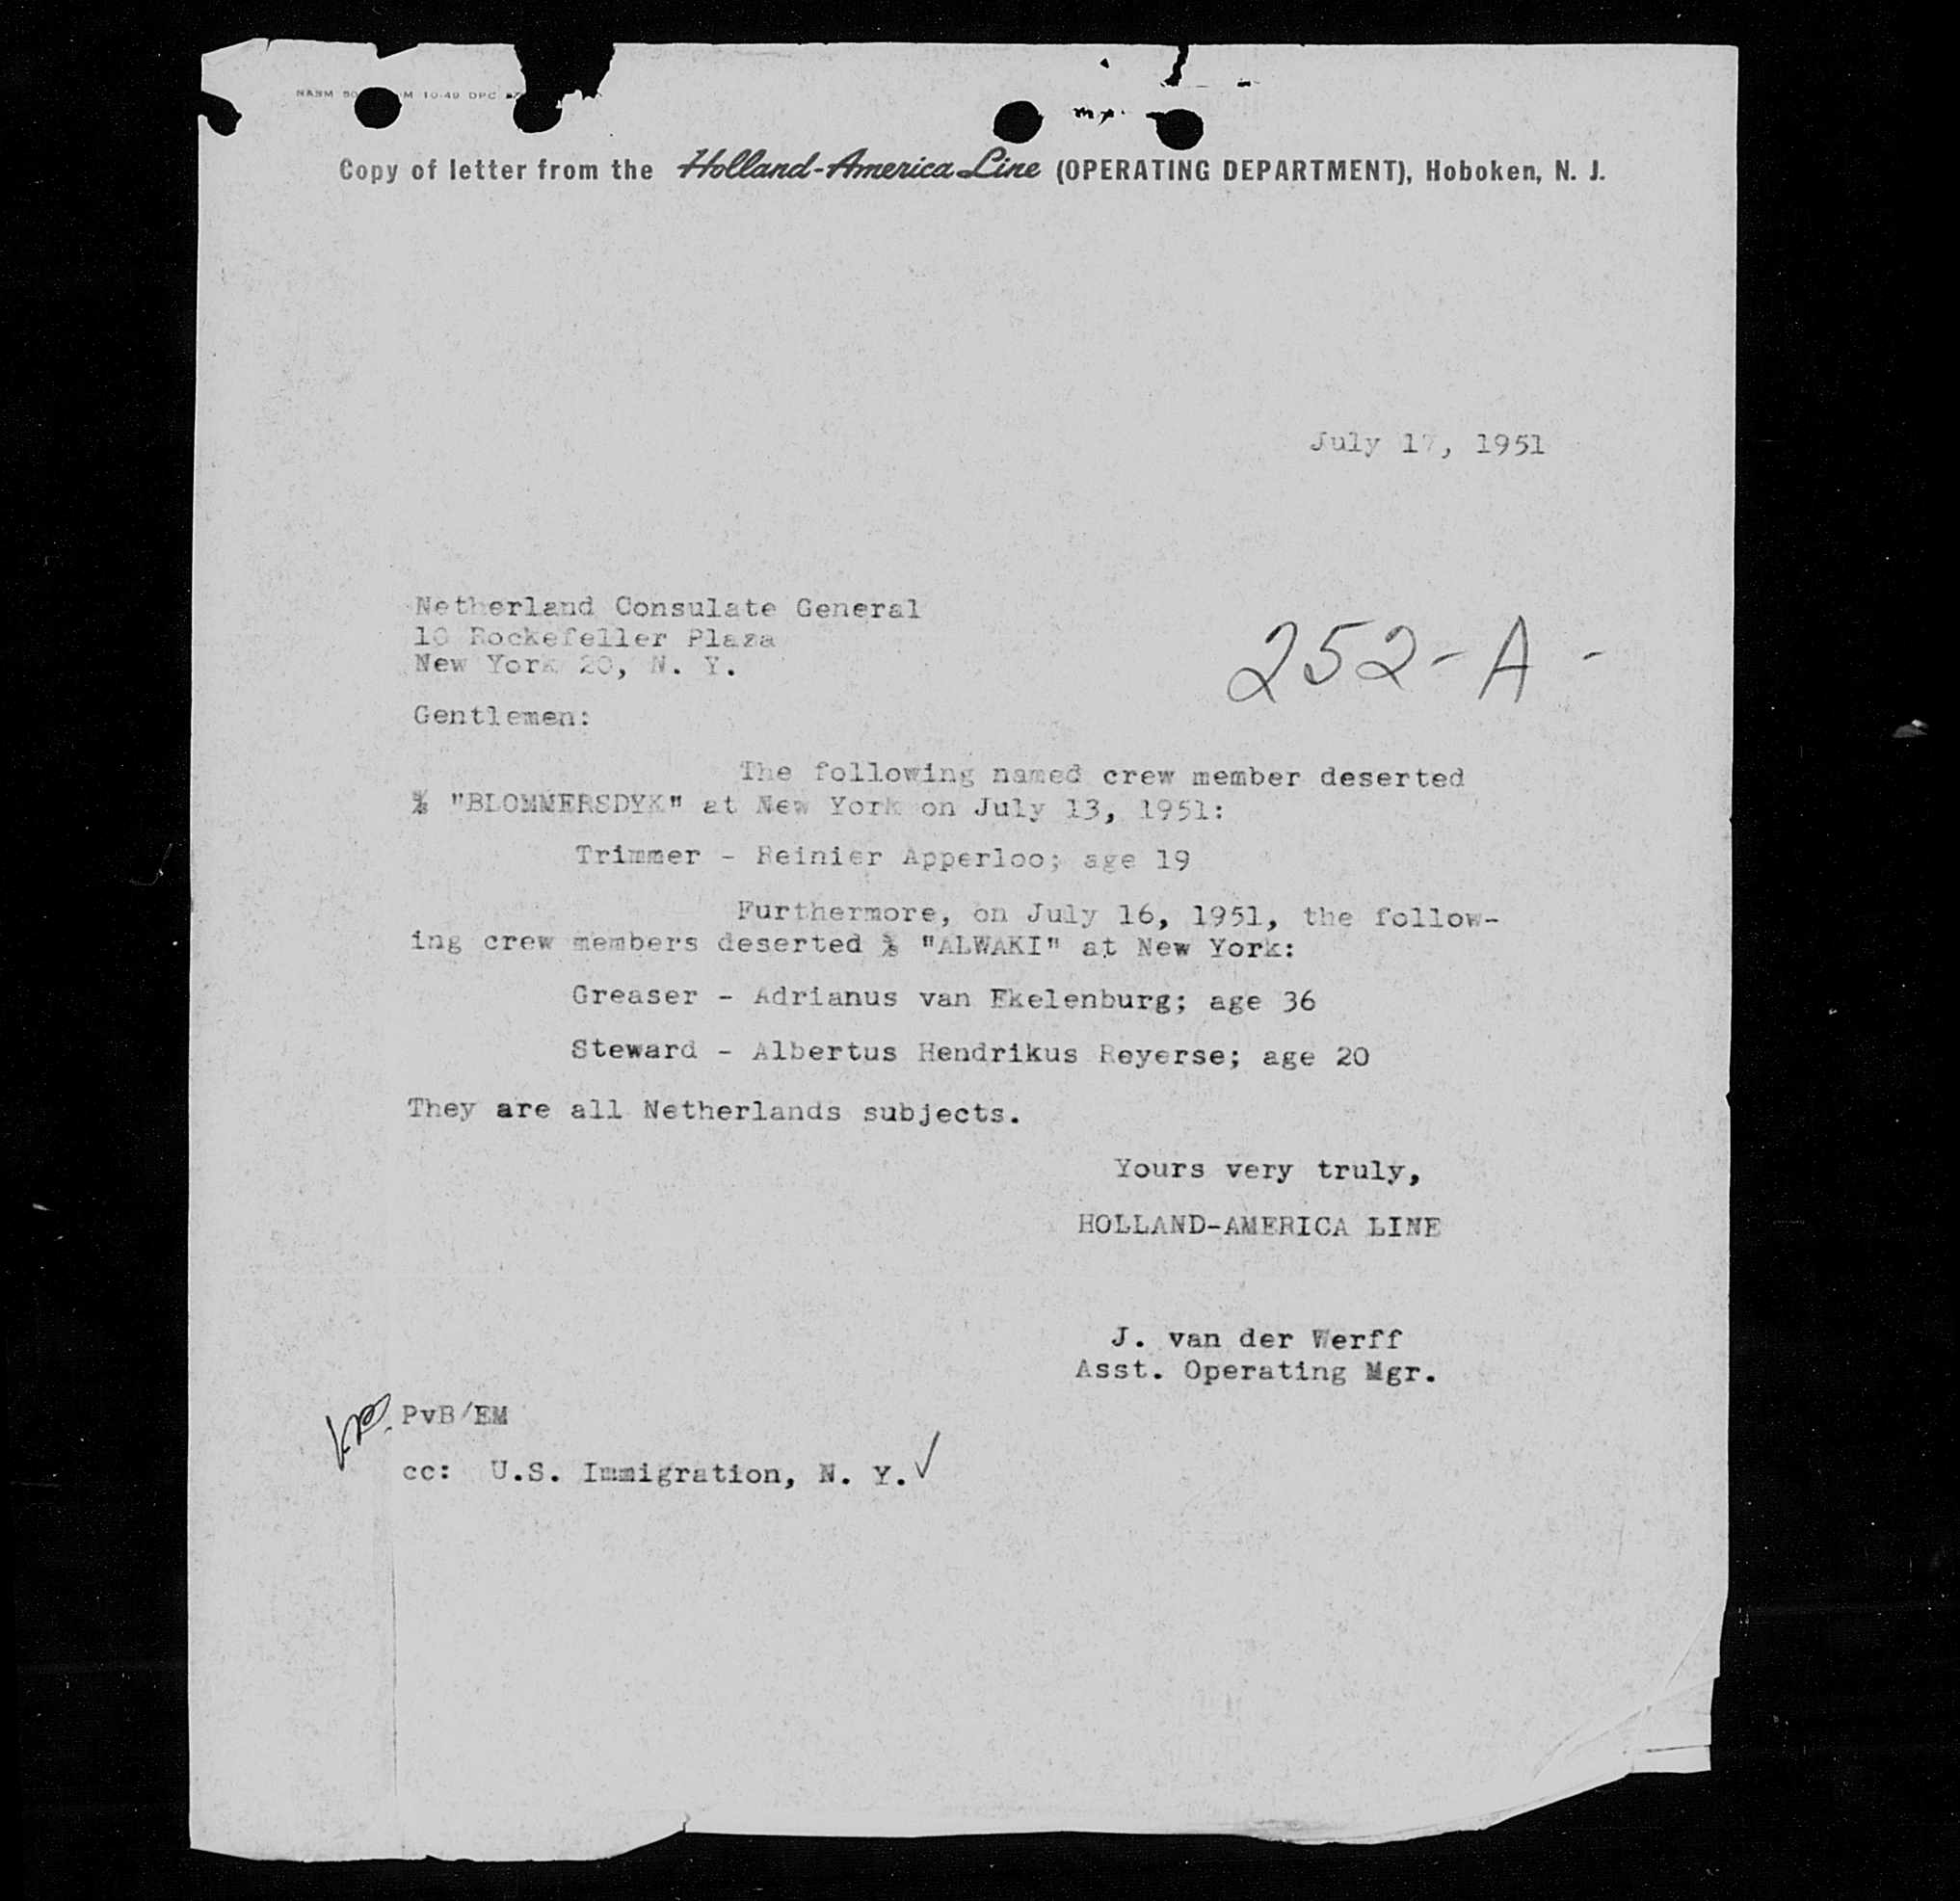 M 10-49 DPC
Copy of letter from the Holland-America Line (OPERATING DEPARTMENT), Hoboken, N. J.
July 17, 1951
Netherland Consulate General
10 Rockefeller Plaza
New York 20, N. Y.
252-A-
Gentlemen:
The following named crew member deserted
s/s "BLOMMERSDYK" at New York on July 13, 1951:
Trimmer - Reinier Apperloo; age 19
Furthermore, on July 16, 1951, the follow-
ing crew members deserted s/s "ALWAKI" at New York:
Greaser - Adrianus van Ekelenburg; age 36
Steward - Albertus Hendrikus Reyerse; age 20
They are all Netherlands subjects.
Yours very truly,
HOLLAND-AMERICA LINE
J. van der Werff
Asst. Operating Mgr.
PvB/EM
cc: U.S. Immigration, N. Y.✓